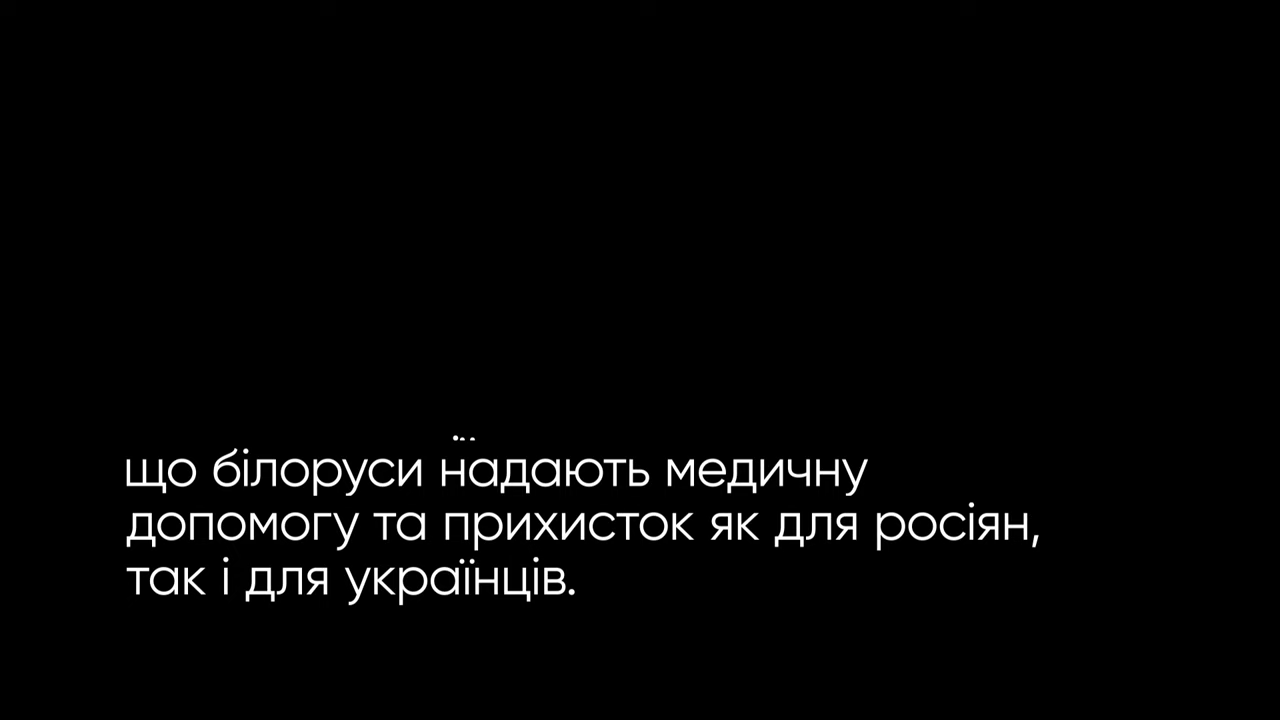 що білоруси надають медичну
допомогу та прихисток як для росіян,
так і для українців.